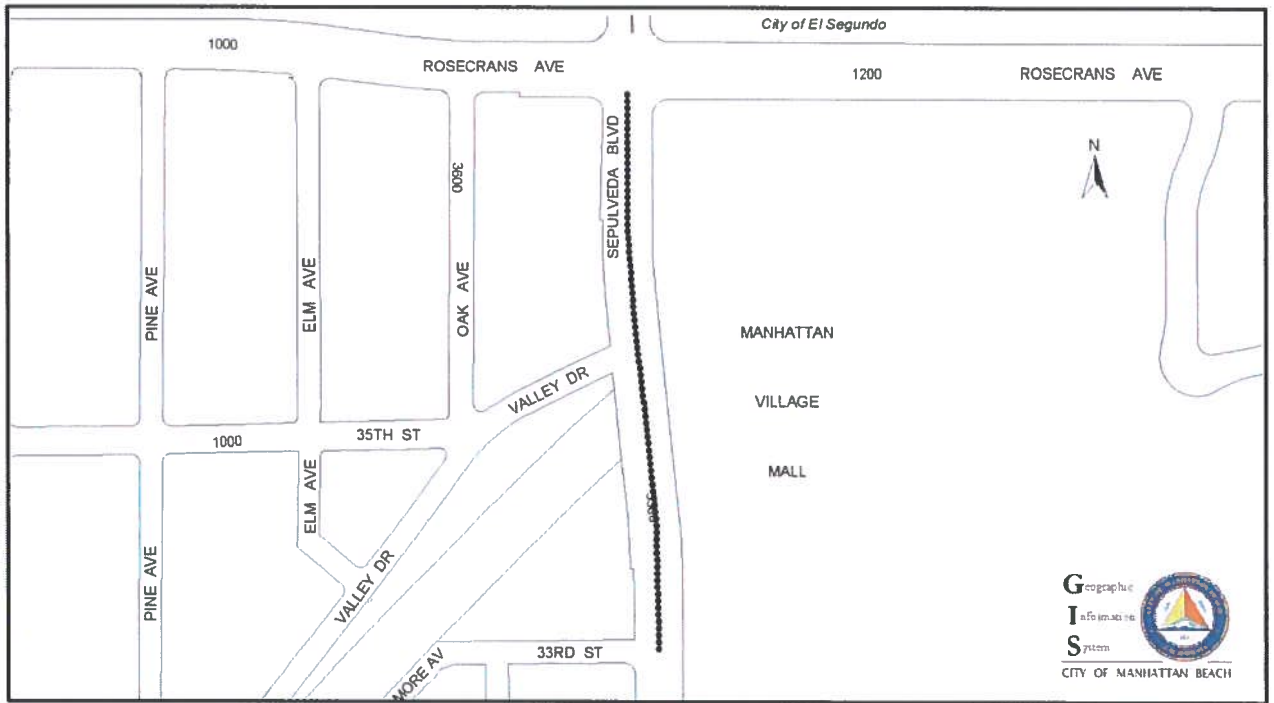 City of El Segundo
1000
ROSECRANS AVE
1200
ROSECRANS AVE
N
SEPULVEDA BLVD
3600
PINE AVE
ELM AVE
OAK AVE
MANHATTAN
VILLAGE
MALL
VALLEY DR
35TH ST
1000
ELM AVE
PINE AVE
VALLEY DR
33RD ST
MORE AV
Geographic
Information
System
CITY OF MANHATTAN BEACH